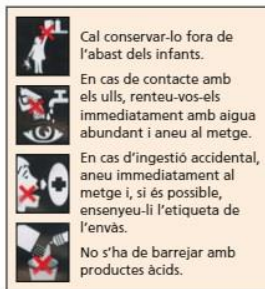 Cal conservar-lo fora de
l'abast dels infants.
En cas de contacte amb
els ulls, renteu-vos-els
immediatament amb aigua
abundant i aneu al metge.
En cas d'ingestió accidental,
aneu immediatament al
metge i, si és possible,
ensenyeu-li l'etiqueta de
l'envàs.
No s'ha de barrejar amb
productes àcids.